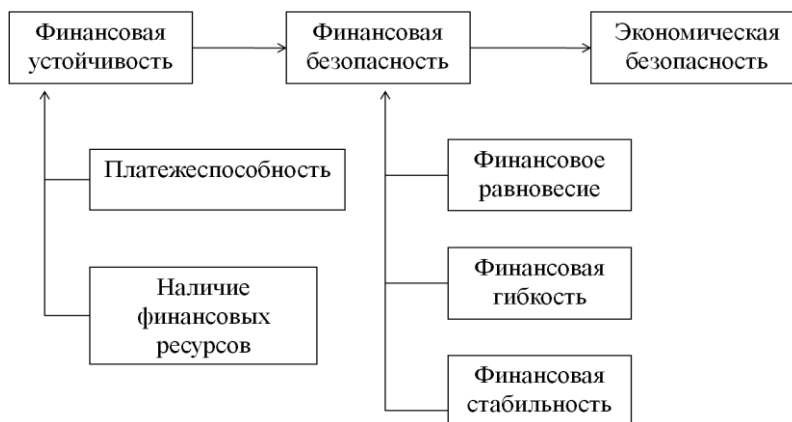 Финансовая
устойчивость
Финансовая
безопасность
Экономическая
безопасность
Платежеспособность
Наличие
финансовых
ресурсов
Финансовое
равновесие
Финансовая
гибкость
Финансовая
стабильность